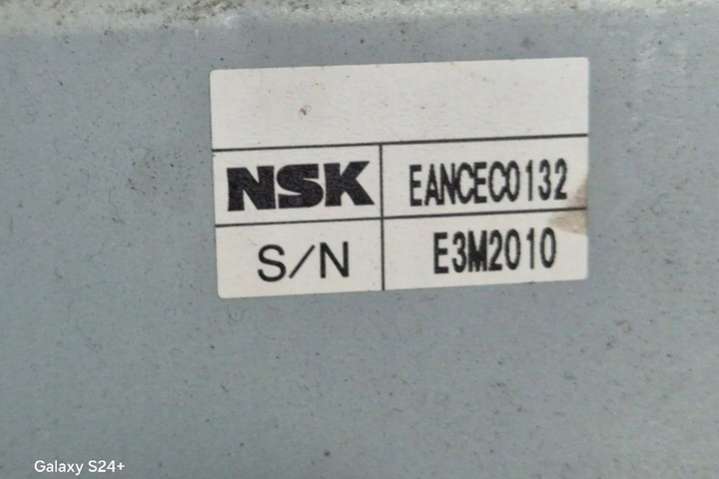 NSK EANCEC0132
S/N E3M2010
Galaxy S24+